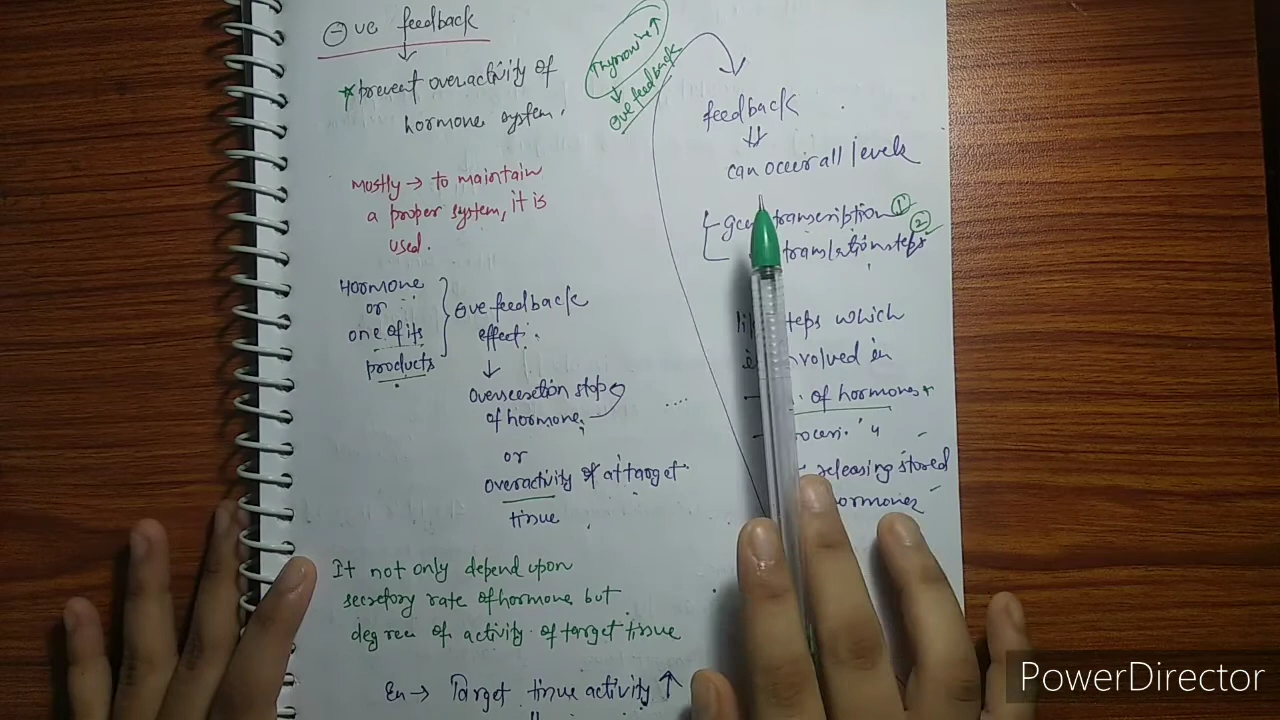 ⊖ ve feedback
* prevent overactivity of
hormone system.
mostly → to maintain
a proper system, it is
used.
Hormone
or
one of its
products
⊖ve feedback
effect
↓
oversecretion stop
of hormone
or
overactivity at target
tissue
It not only depend upon
secretory rate of hormone but
degree of activity of target tissue
En → Target tissue activity ↑
Thyroxine ↑
↓
⊖ve feedback
feedback
can occur all levels
transcription ①
translation steps ②
steps which
involved in
of hormones
releasing stored
hormones
PowerDirector